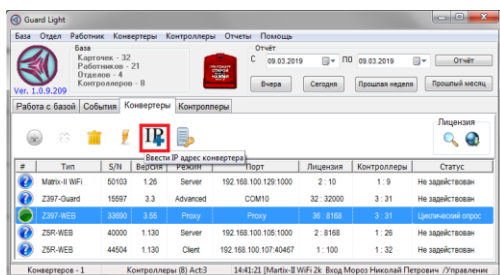 Guard Light
База Отдел Работник Конвертеры Контроллеры Отчеты Помощь
База
Карточек - 32
Работников - 21
Отделов - 4
Контроллеров - 8
Ver. 1.0.9.209
Отчёт
С 09.03.2019 ПО 09.03.2019 Отчёт
Вчера Сегодня Прошлая неделя Прошлый месяц
Работа с базой События Конвертеры Контроллеры
IP
Лицензия
Ввести IP адрес конвертера
# Тип S/N Версия Режим Порт Лицензия Контроллеры Статус
Matrix-II WiFi 50103 1.26 Server 192.168.100.129:1000 2 : 10 1 : 9 Не задействован
Z397-Guard 15597 3.3 Advanced COM10 32 : 32000 3 : 31 Не задействован
Z397-WEB 33690 3.55 Proxy Proxy 36 : 8168 3 : 31 Циклический опрос
Z5R-WEB 40000 1.130 Server 192.168.100.105:1000 2 : 8168 1 : 26 Не задействован
Z5R-WEB 44504 1.130 Client 192.168.100.107:40467 1 : 100 1 : 32 Не задействован
Конвертеров - 1 Контроллеры (8) Act:3 14:41:21 [Martix-II WiFi 2k Вход Мороз Николай Петрович /Управлен